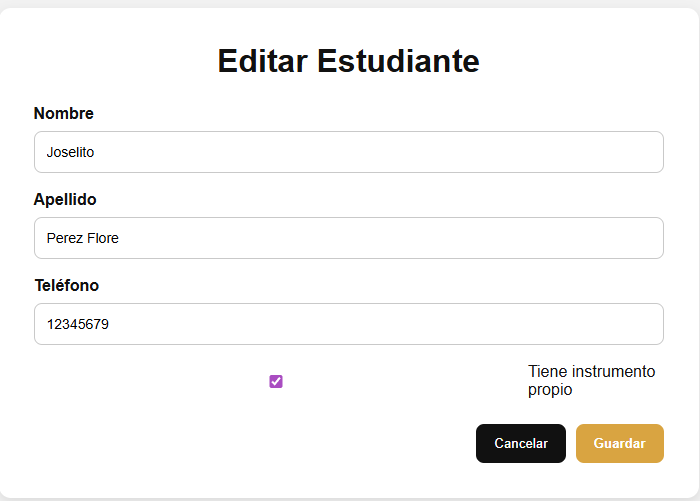 Editar Estudiante
Nombre
Joselito
Apellido
Perez Flore
Teléfono
12345679
Tiene instrumento
propio
Cancelar Guardar